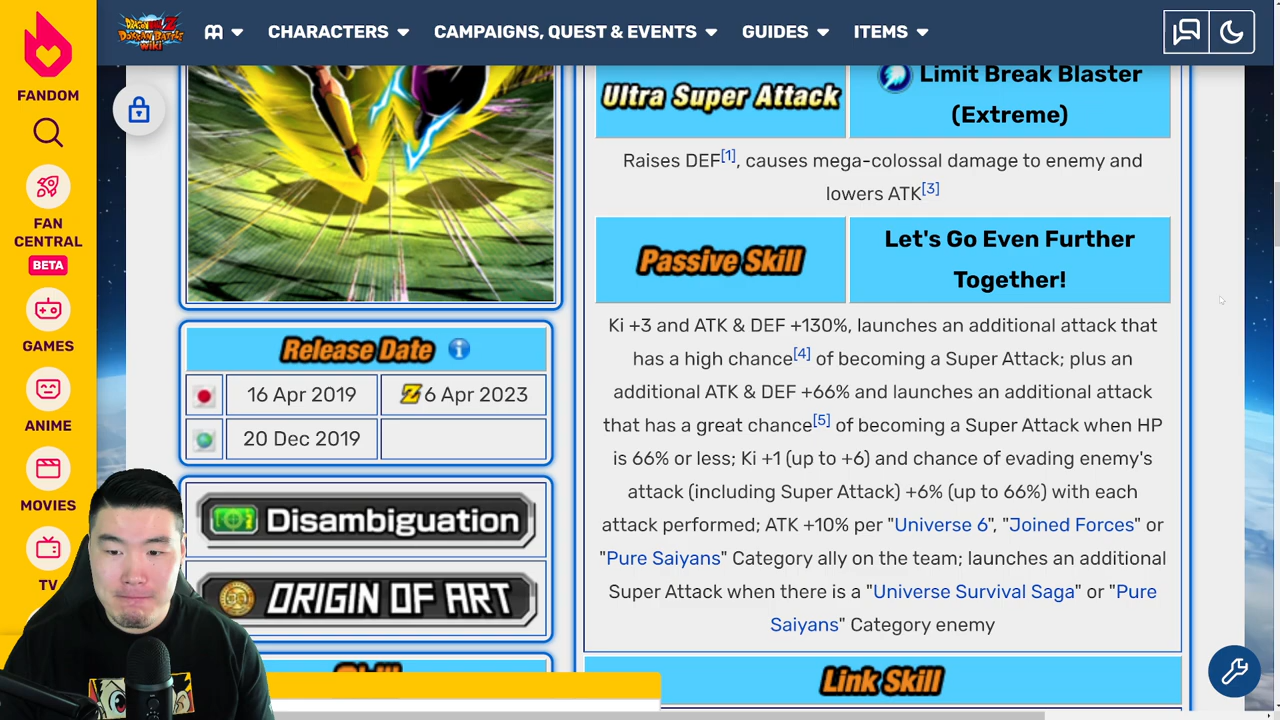 FANDOM
FAN
CENTRAL
BETA
GAMES
ANIME
MOVIES
TV
DRAGON BALL Z
DOKKAN BATTLE
WIKI
CHARACTERS
CAMPAIGNS, QUEST & EVENTS
GUIDES
ITEMS
Release Date
16 Apr 2019
Z 6 Apr 2023
20 Dec 2019
Disambiguation
ORIGIN OF ART
Ultra Super Attack
Limit Break Blaster
(Extreme)
Raises DEF[1], causes mega-colossal damage to enemy and
lowers ATK[3]
Passive Skill
Let's Go Even Further
Together!
Ki +3 and ATK & DEF +130%, launches an additional attack that
has a high chance[4] of becoming a Super Attack; plus an
additional ATK & DEF +66% and launches an additional attack
that has a great chance[5] of becoming a Super Attack when HP
is 66% or less; Ki +1 (up to +6) and chance of evading enemy's
attack (including Super Attack) +6% (up to 66%) with each
attack performed; ATK +10% per "Universe 6", "Joined Forces" or
"Pure Saiyans" Category ally on the team; launches an additional
Super Attack when there is a "Universe Survival Saga" or "Pure
Saiyans" Category enemy
Link Skill